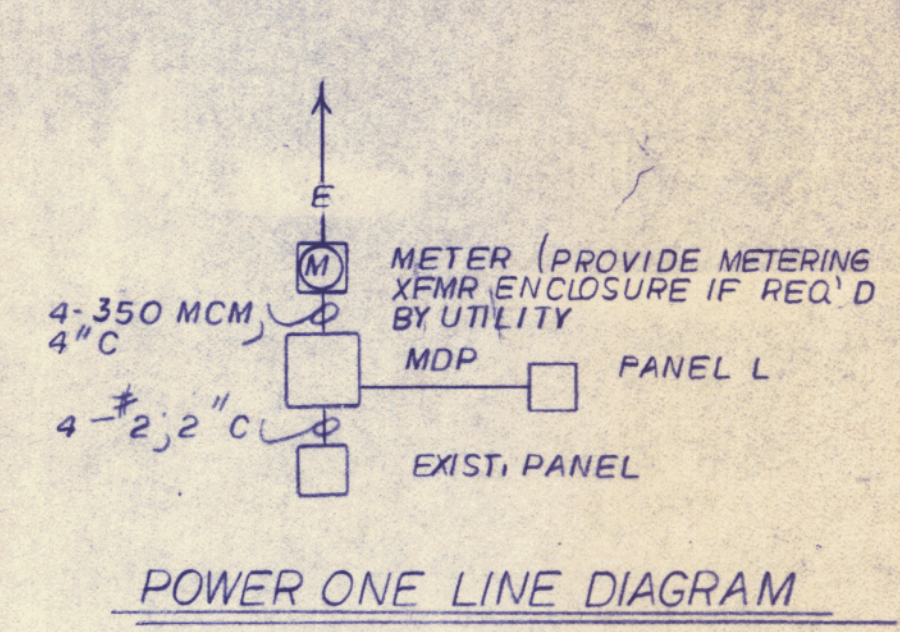 E
M
METER (PROVIDE METERING
XFMR ENCLOSURE IF REQ'D
BY UTILITY
4-350 MCM,
4"C
MDP
PANEL L
4-#2, 2"C
EXIST. PANEL
POWER ONE LINE DIAGRAM